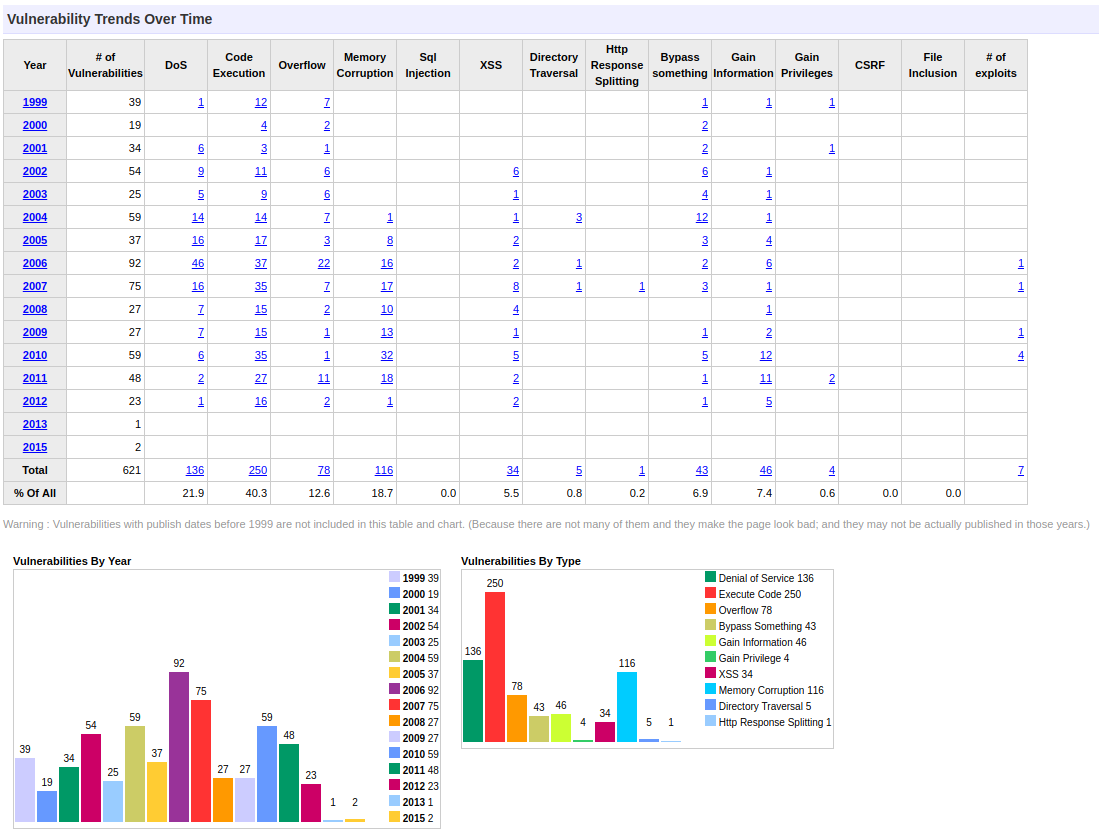 Vulnerability Trends Over Time
Year # of Vulnerabilities DoS Code Execution Overflow Memory Corruption Sql Injection XSS Directory Traversal Http Response Splitting Bypass something Gain Information Gain Privileges CSRF File Inclusion # of exploits
1999 39 1 12 7 1 1 1
2000 19 4 2 2
2001 34 6 3 1 2 1
2002 54 9 11 6 6 6 1
2003 25 5 9 6 1 4 1
2004 59 14 14 7 1 1 3 12 1
2005 37 16 17 3 8 2 3 4
2006 92 46 37 22 16 2 1 2 6 1
2007 75 16 35 7 17 8 1 1 3 1 1
2008 27 7 15 2 10 4 1
2009 27 7 15 1 13 1 1 2 1
2010 59 6 35 1 32 5 5 12 4
2011 48 2 27 11 18 2 1 11 2
2012 23 1 16 2 1 2 1 5
2013 1
2015 2
Total 621 136 250 78 116 34 5 1 43 46 4 7
% Of All 21.9 40.3 12.6 18.7 0.0 5.5 0.8 0.2 6.9 7.4 0.6 0.0 0.0
Warning : Vulnerabilities with publish dates before 1999 are not included in this table and chart. (Because there are not many of them and they make the page look bad; and they may not be actually published in those years.)
Vulnerabilities By Year
39 19 34 54 25 59 37 92 75 27 27 59 48 23 1 2
1999 39
2000 19
2001 34
2002 54
2003 25
2004 59
2005 37
2006 92
2007 75
2008 27
2009 27
2010 59
2011 48
2012 23
2013 1
2015 2
Vulnerabilities By Type
136 250 78 43 46 4 34 116 5 1
Denial of Service 136
Execute Code 250
Overflow 78
Bypass Something 43
Gain Information 46
Gain Privilege 4
XSS 34
Memory Corruption 116
Directory Traversal 5
Http Response Splitting 1